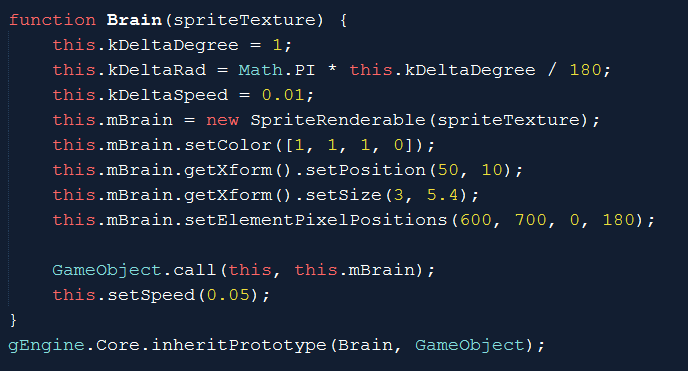 function Brain(spriteTexture) {
    this.kDeltaDegree = 1;
    this.kDeltaRad = Math.PI * this.kDeltaDegree / 180;
    this.kDeltaSpeed = 0.01;
    this.mBrain = new SpriteRenderable(spriteTexture);
    this.mBrain.setColor([1, 1, 1, 0]);
    this.mBrain.getXform().setPosition(50, 10);
    this.mBrain.getXform().setSize(3, 5.4);
    this.mBrain.setElementPixelPositions(600, 700, 0, 180);

    GameObject.call(this, this.mBrain);
    this.setSpeed(0.05);
}
gEngine.Core.inheritPrototype(Brain, GameObject);